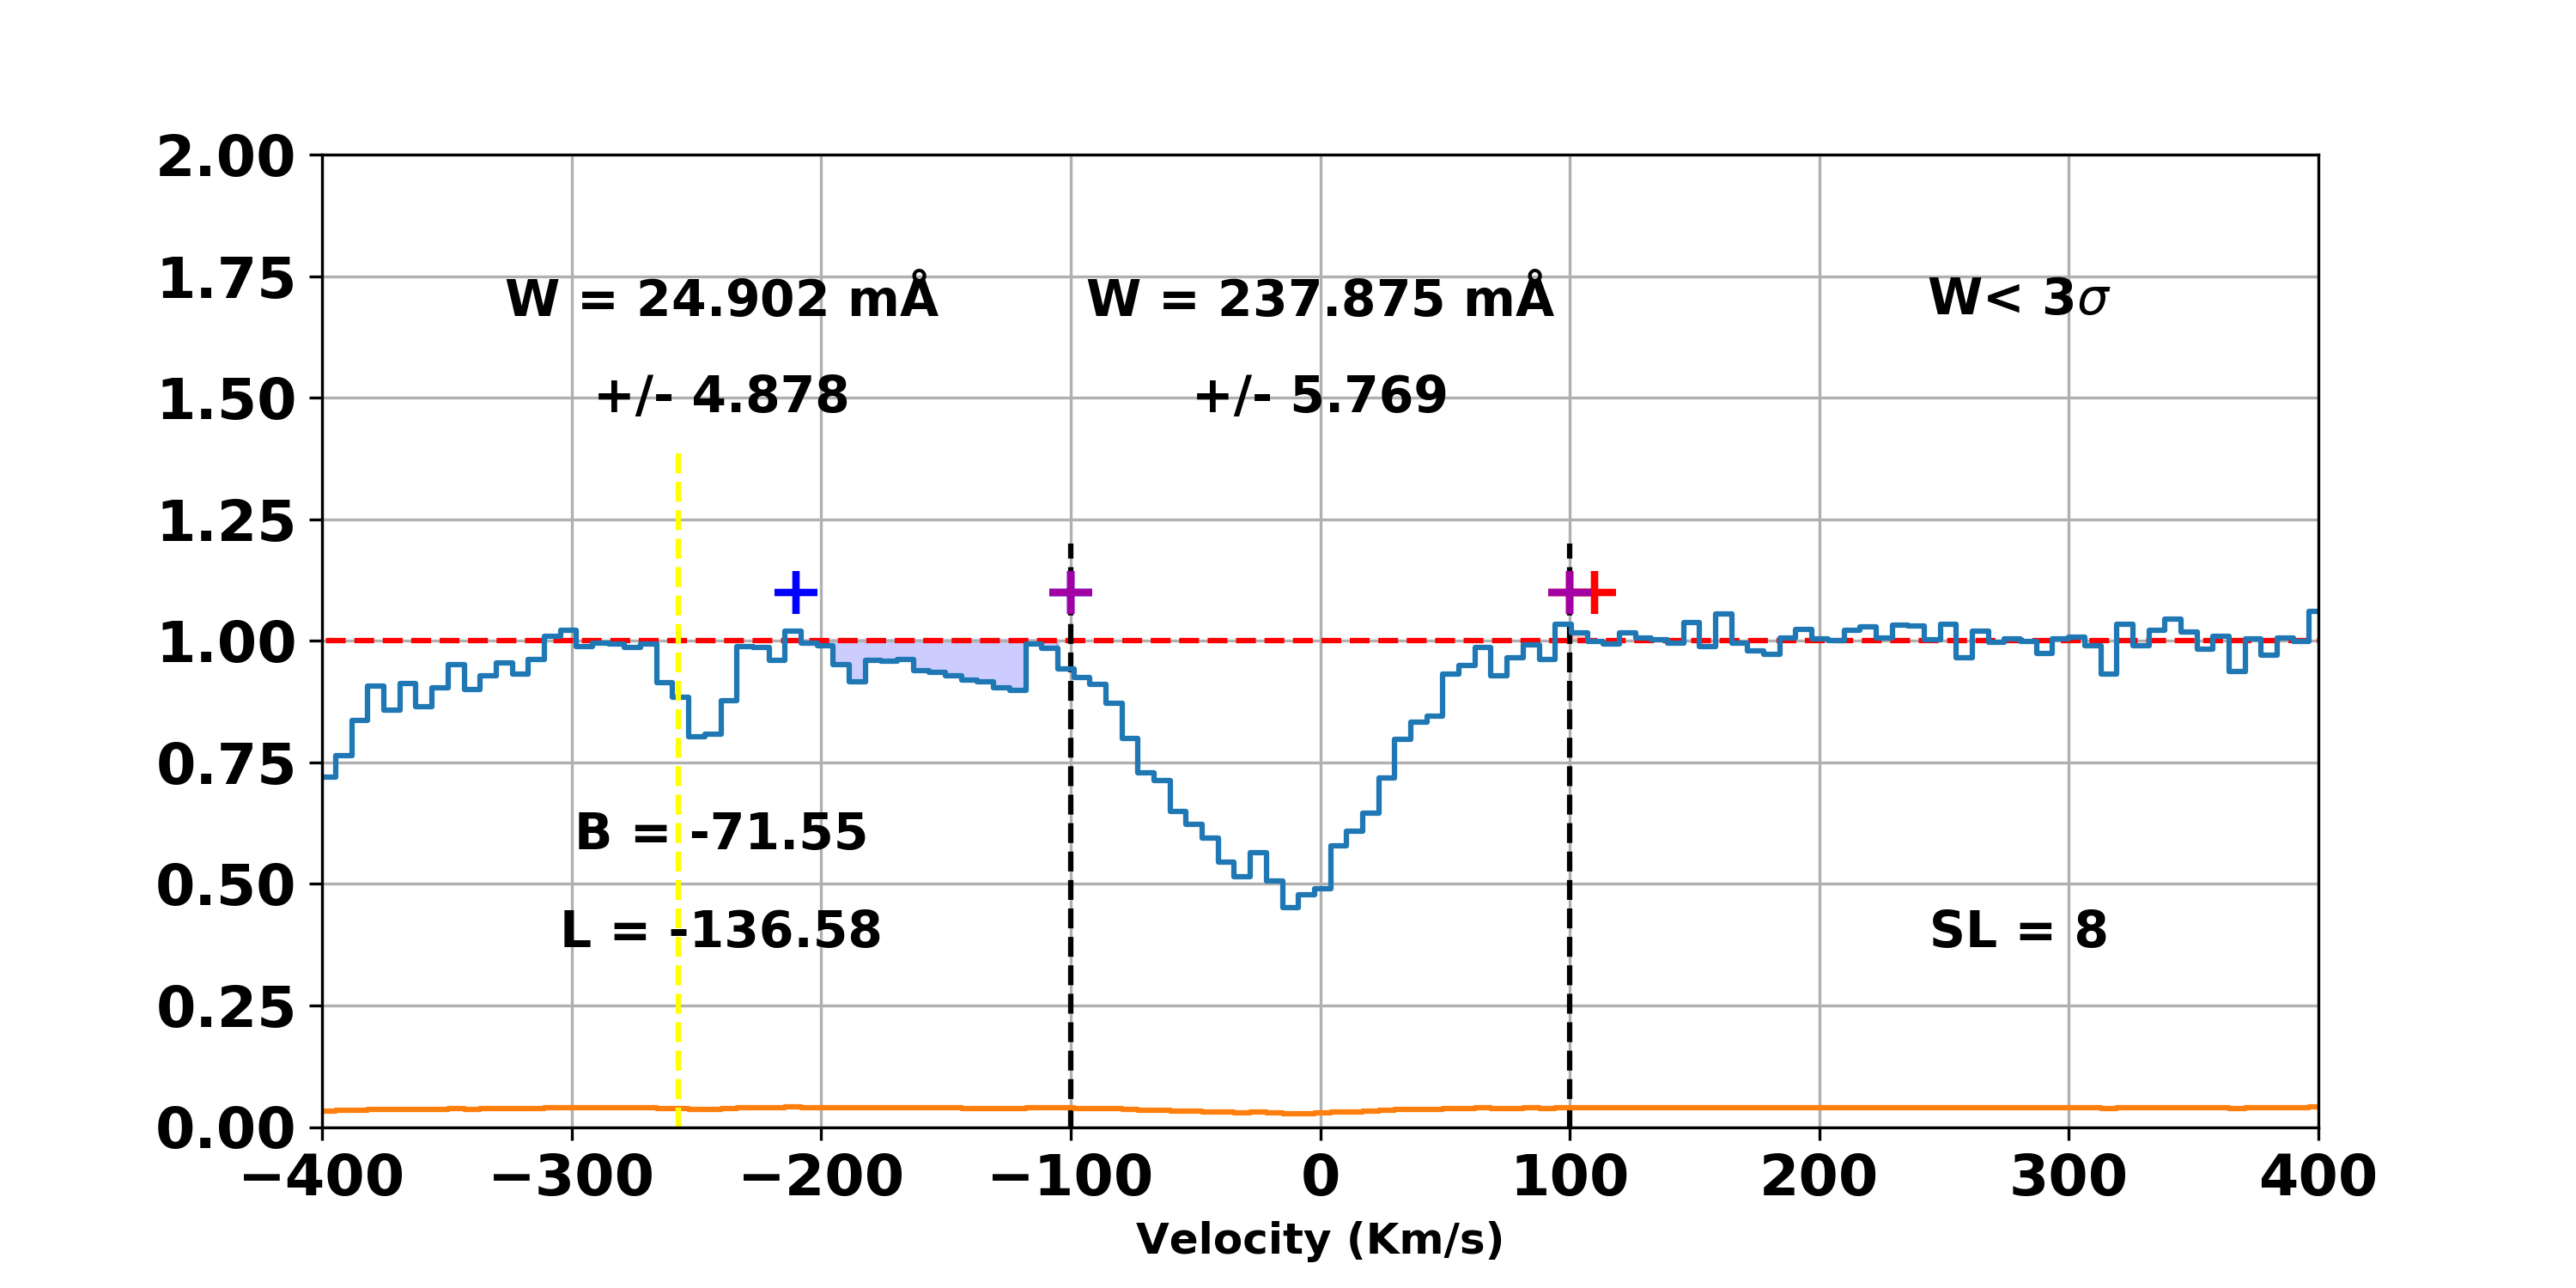 2.00
1.75
1.50
1.25
1.00
0.75
0.50
0.25
0.00
W = 24.902 mÅ
+/- 4.878
W = 237.875 mÅ
+/- 5.769
W< 3σ
B = -71.55
L = -136.58
SL = 8
−400 −300 −200 −100 0 100 200 300 400
Velocity (Km/s)